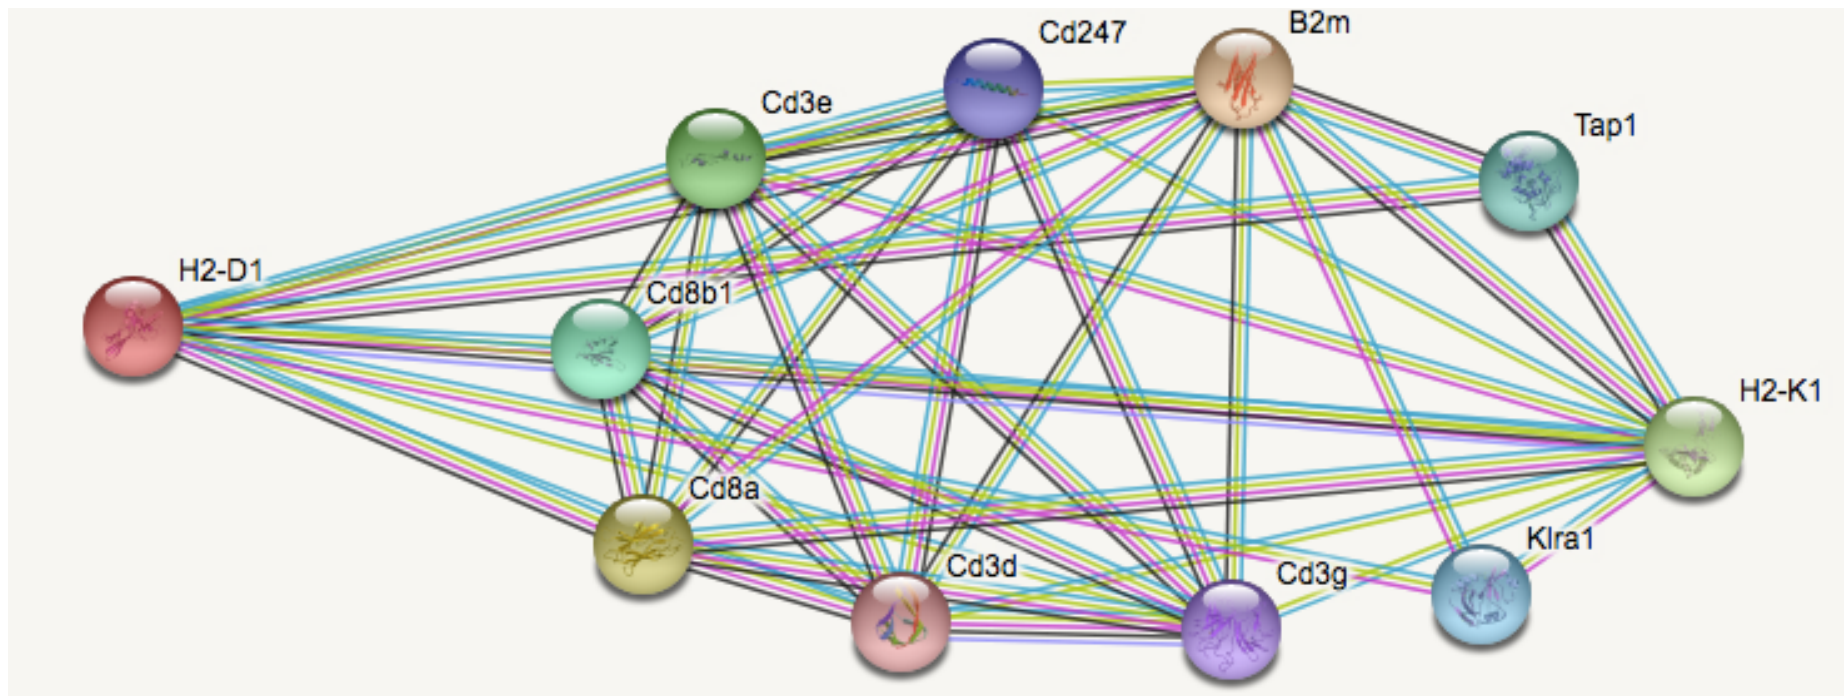 Cd247
B2m
Cd3e
Tap1
H2-D1
Cd8b1
H2-K1
Cd8a
Klra1
Cd3d
Cd3g